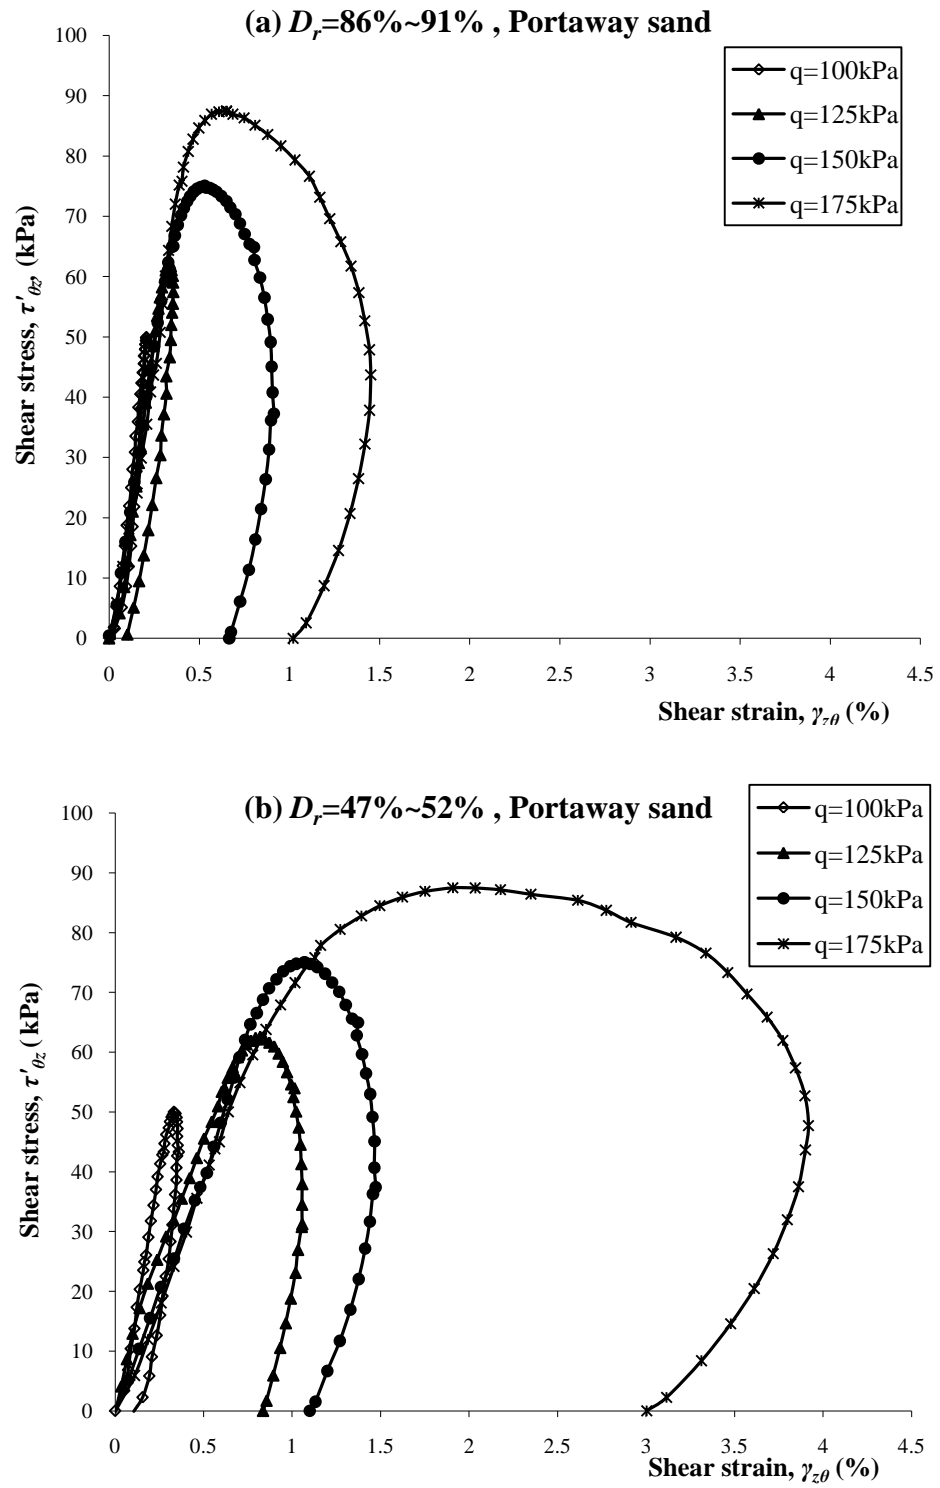 (a) Dr=86%~91% , Portaway sand
q=100kPa
q=125kPa
q=150kPa
q=175kPa
Shear stress, τ'θz, (kPa)
100
90
80
70
60
50
40
30
20
10
0
0 0.5 1 1.5 2 2.5 3 3.5 4 4.5
Shear strain, γzθ (%)
(b) Dr=47%~52% , Portaway sand
q=100kPa
q=125kPa
q=150kPa
q=175kPa
Shear stress, τ'θz ( kPa)
100
90
80
70
60
50
40
30
20
10
0
0 0.5 1 1.5 2 2.5 3 3.5 4 4.5
Shear strain, γzθ (%)